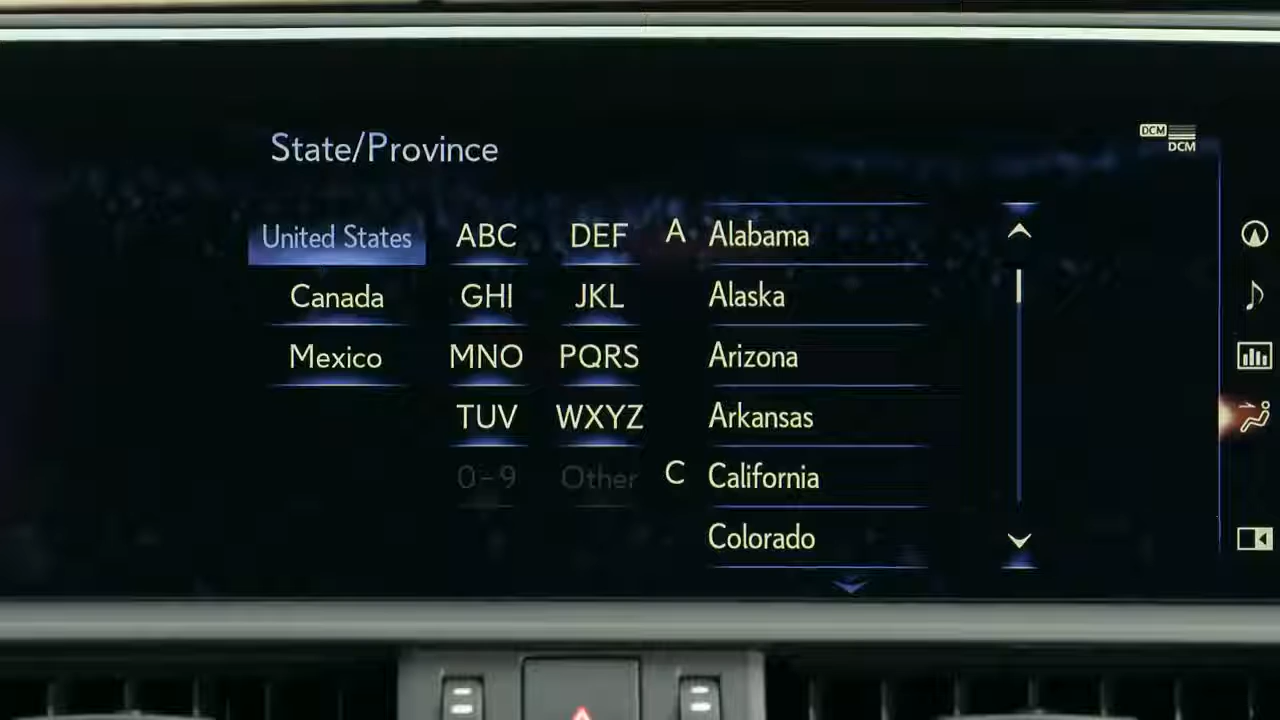 State/Province
DCM
DCM
United States ABC DEF A Alabama
Canada GHI JKL Alaska
Mexico MNO PQRS Arizona
TUV WXYZ Arkansas
0-9 Other C California
Colorado